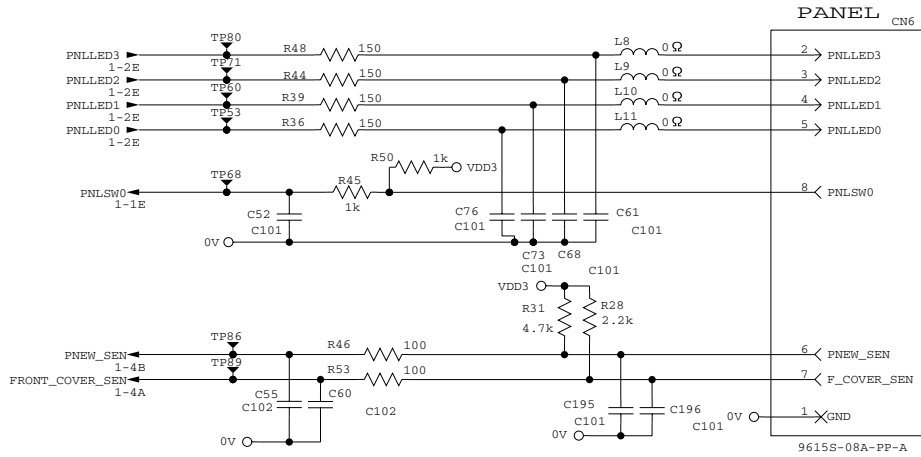 PANEL CN6
TP80
PNLLED3 R48 150 L8 0Ω 2 PNLLED3
1-2E
TP71
PNLLED2 R44 150 L9 0Ω 3 PNLLED2
1-2E
TP60
PNLLED1 R39 150 L10 0Ω 4 PNLLED1
1-2E
TP53
PNLLED0 R36 150 L11 0Ω 5 PNLLED0
1-2E
R50 1k VDD3
TP68
PNLSW0 R45 8 PNLSW0
1-1E 1k
C52 C76 C61
C101 C101 C101
0V
C73 C68
C101 C101
VDD3
R31 R28
4.7k 2.2k
TP86
PNEW_SEN R46 100 6 PNEW_SEN
1-4B
TP89
FRONT_COVER_SEN R53 100 7 F_COVER_SEN
1-4A
C55 C60 C195 C196
C102 C102 C101 C101
0V 0V
0V 1 GND
9615S-08A-PP-A